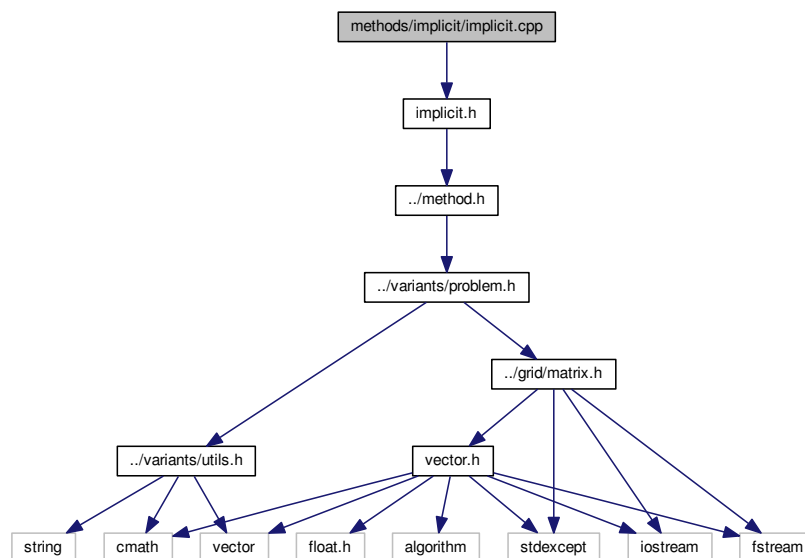 methods/implicit/implicit.cpp
implicit.h
../method.h
../variants/problem.h
../grid/matrix.h
../variants/utils.h
vector.h
string
cmath
vector
float.h
algorithm
stdexcept
iostream
fstream